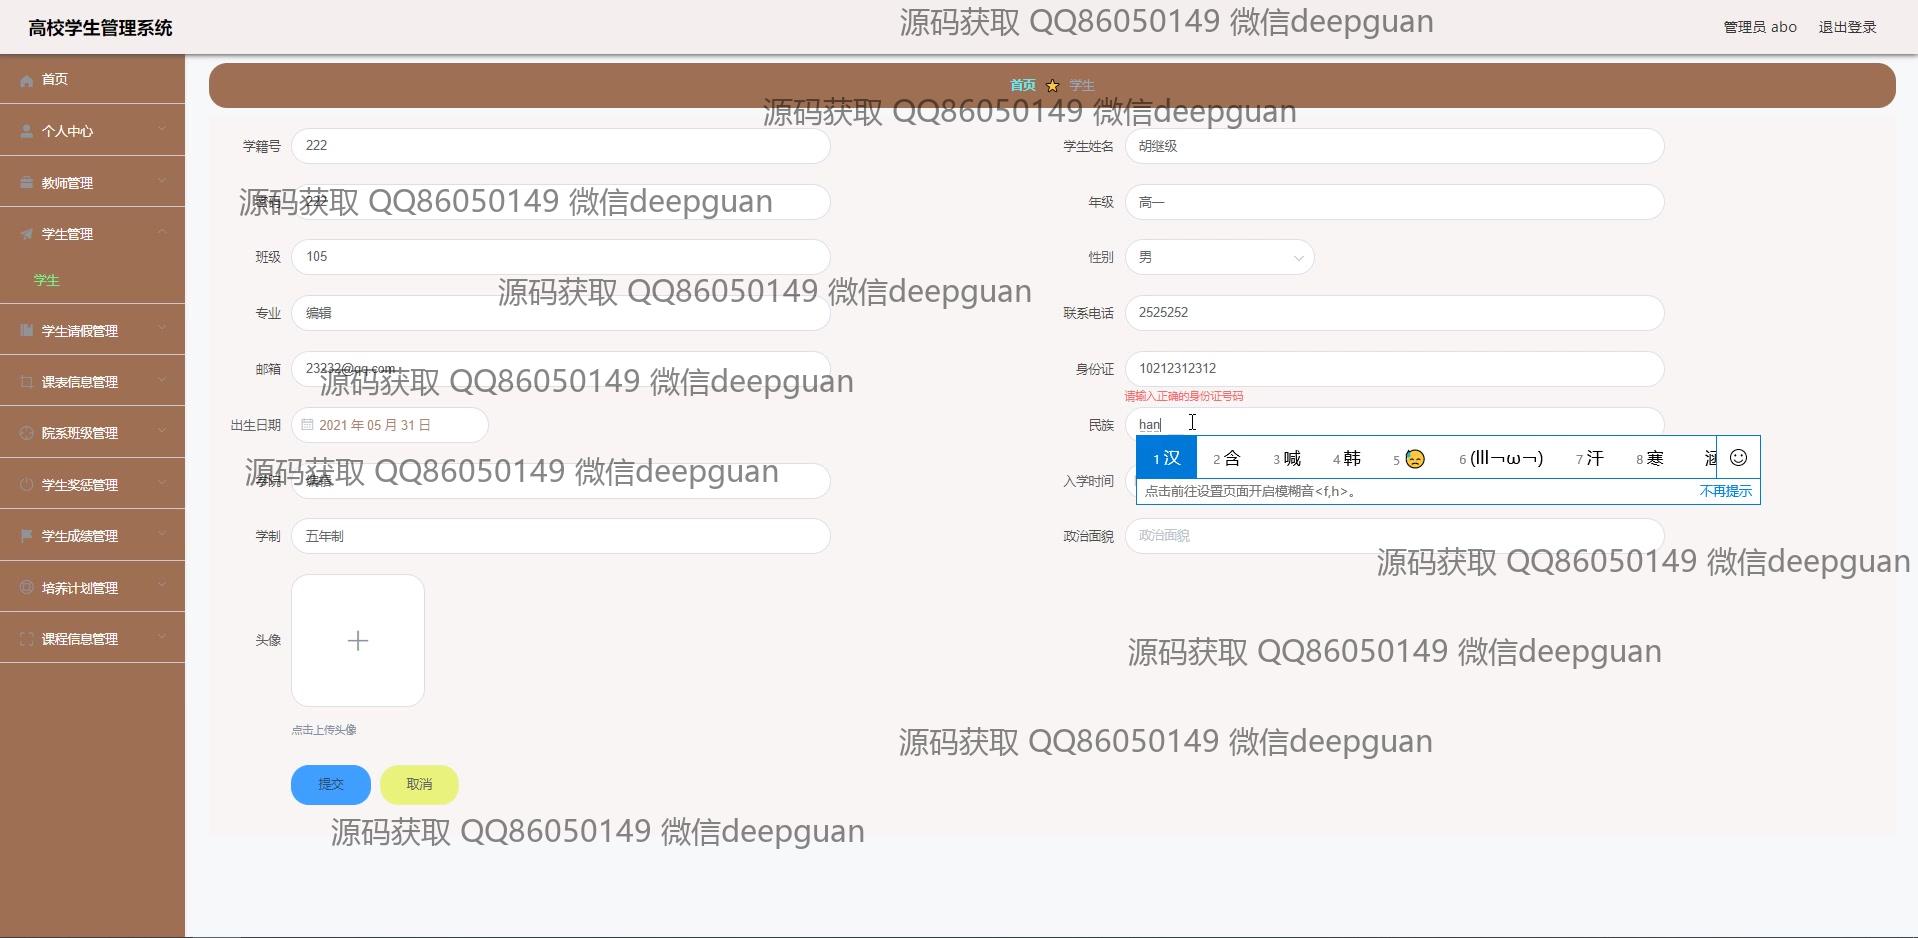 高校学生管理系统
源码获取 QQ86050149 微信deepguan
管理员 abo
退出登录
首页
个人中心
教师管理
学生管理
学生
学生请假管理
课表信息管理
院系班级管理
学生奖惩管理
学生成绩管理
培养计划管理
课程信息管理
首页 学生
源码获取 QQ86050149 微信deepguan
学籍号 222
学生姓名 胡继级
密码 222
源码获取 QQ86050149 微信deepguan
年级 高一
班级 105
性别 男
源码获取 QQ86050149 微信deepguan
专业 编辑
联系电话 2525252
邮箱 23232@qq.com
身份证 10212312312
源码获取 QQ86050149 微信deepguan
请输入正确的身份证号码
出生日期 2021 年 05 月 31 日
民族 han
1 汉 2 含 3 喊 4 韩 5 6 (lll¬ω¬) 7 汗 8 寒 涵
点击前往设置页面开启模糊音<f,h>。 不再提示
源码获取 QQ86050149 微信deepguan
学院 编辑
入学时间
学制 五年制
政治面貌 政治面貌
源码获取 QQ86050149 微信deepguan
头像
源码获取 QQ86050149 微信deepguan
点击上传头像
源码获取 QQ86050149 微信deepguan
提交 取消
源码获取 QQ86050149 微信deepguan